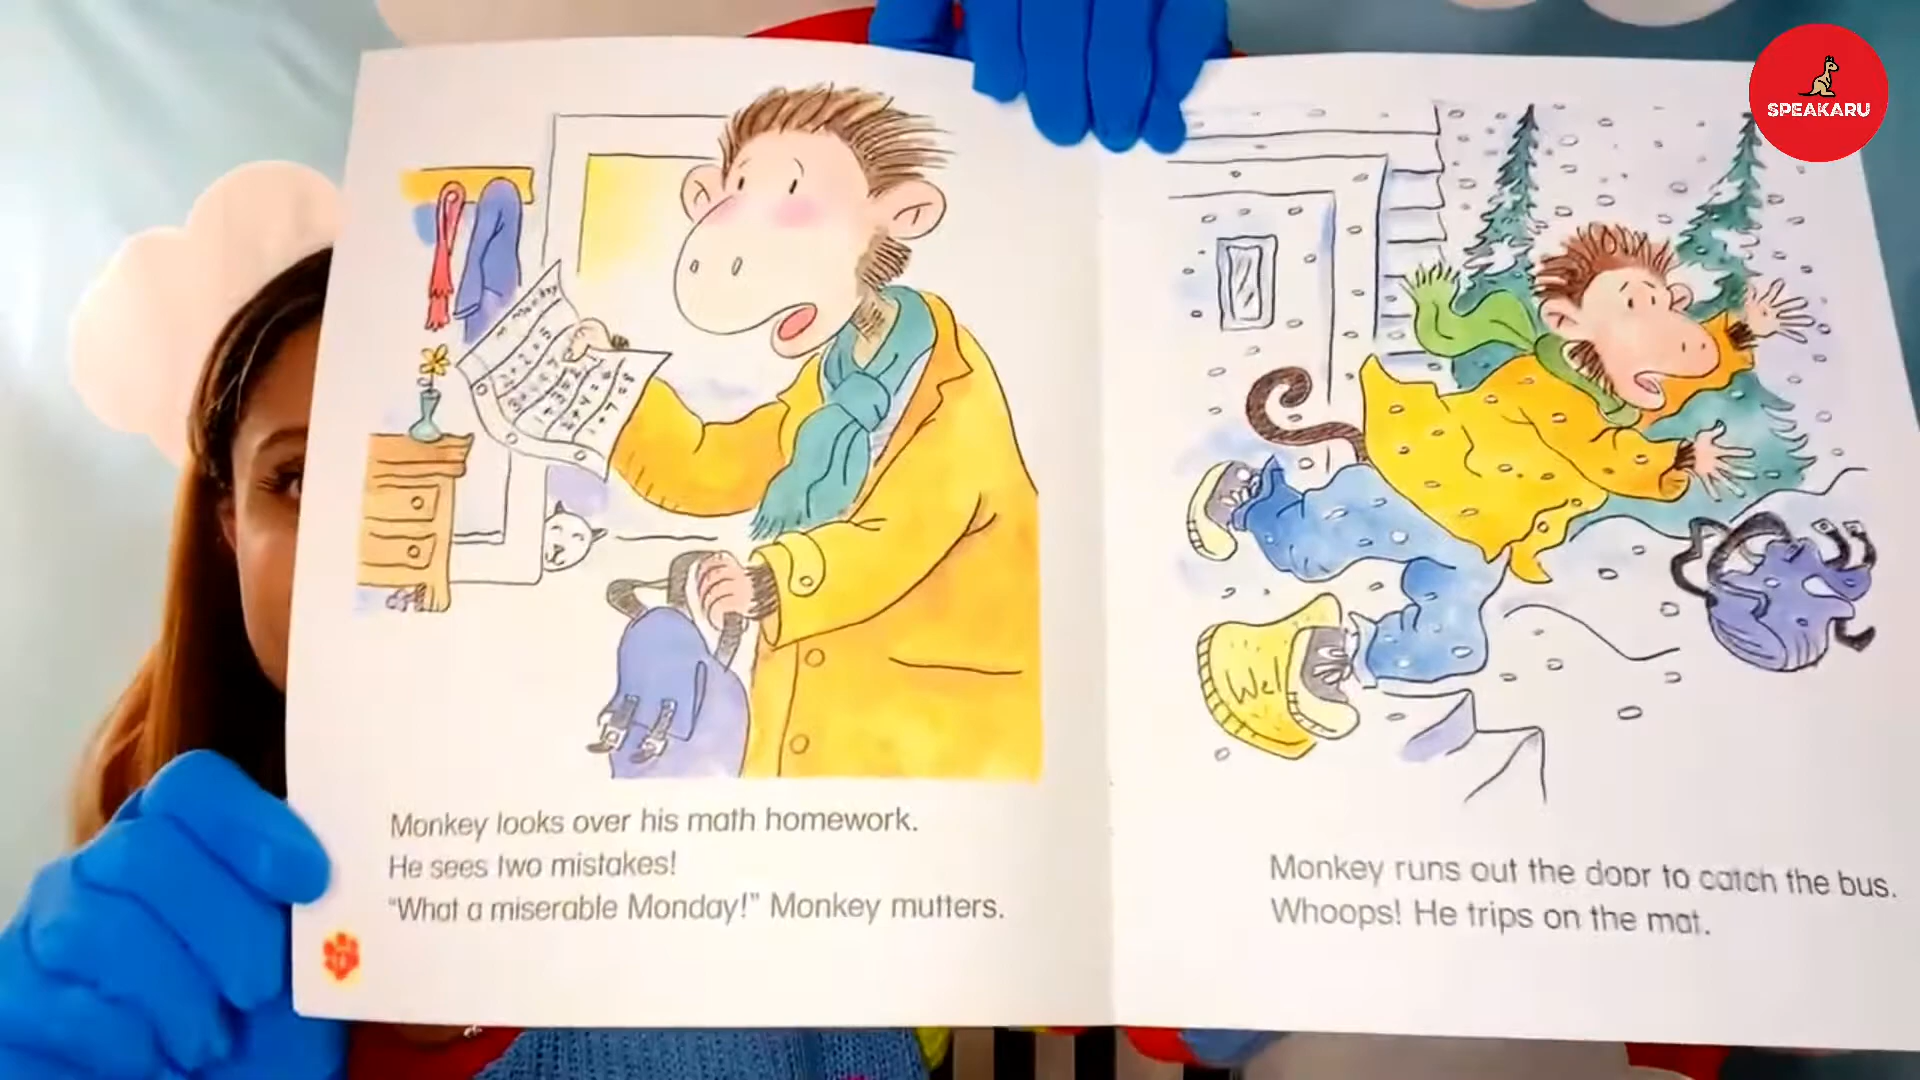 SPEAKARU
Wel
Monkey looks over his math homework.
He sees two mistakes!
"What a miserable Monday!" Monkey mutters.
Monkey runs out the door to catch the bus.
Whoops! He trips on the mat.